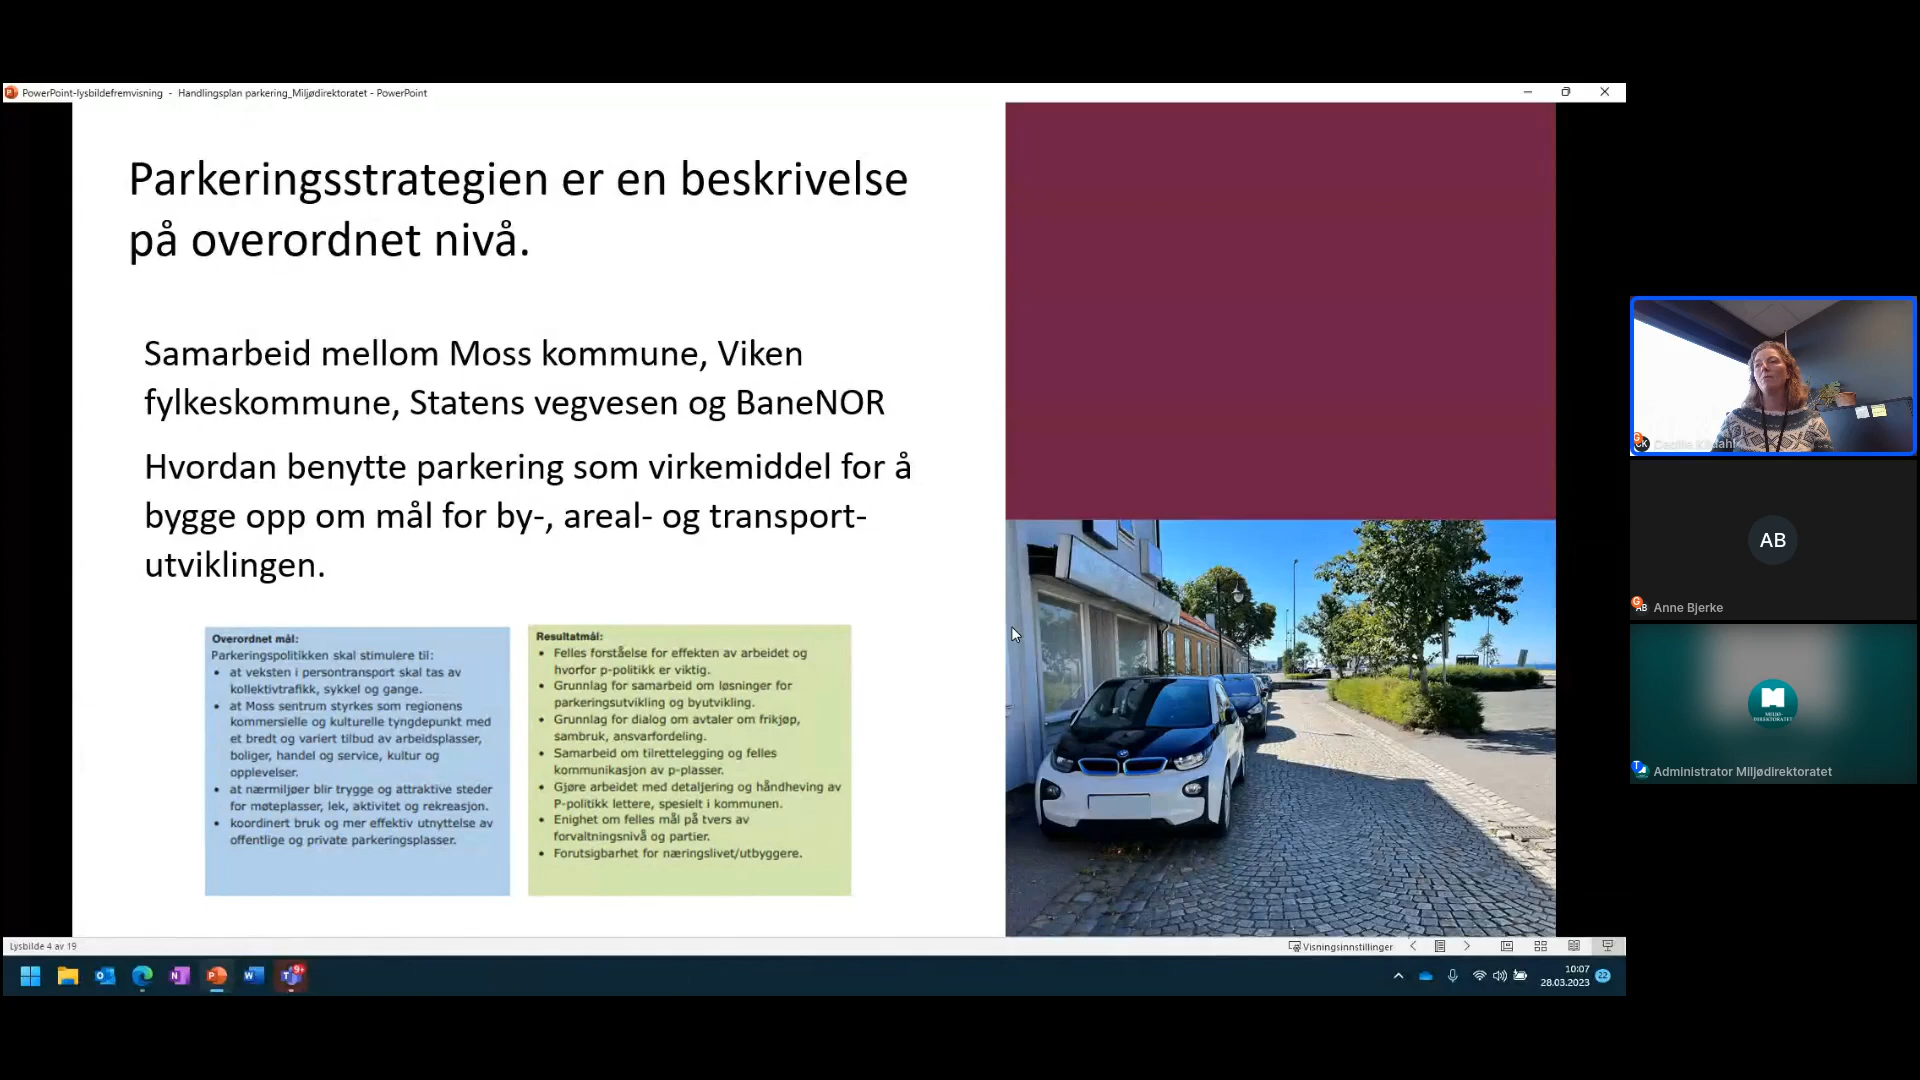 PowerPoint-lysbildefremvisning - Handlingsplan parkering_Miljødirektoratet - PowerPoint
Parkeringsstrategien er en beskrivelse
på overordnet nivå.
Samarbeid mellom Moss kommune, Viken
fylkeskommune, Statens vegvesen og BaneNOR
Hvordan benytte parkering som virkemiddel for å
bygge opp om mål for by-, areal- og transport-
utviklingen.
Overordnet mål:
Parkeringspolitikken skal stimulere til:
• at veksten i persontransport skal tas av
kollektivtrafikk, sykkel og gange.
• at Moss sentrum styrkes som regionens
kommersielle og kulturelle tyngdepunkt med
et bredt og variert tilbud av arbeidsplasser,
boliger, handel og service, kultur og
opplevelser.
• at nærmiljøer blir trygge og attraktive steder
for møteplasser, lek, aktivitet og rekreasjon.
• koordinert bruk og mer effektiv utnyttelse av
offentlige og private parkeringsplasser.
Resultatmål:
• Felles forståelse for effekten av arbeidet og
hvorfor p-politikk er viktig.
• Grunnlag for samarbeid om løsninger for
parkeringsutvikling og byutvikling.
• Grunnlag for dialog om avtaler om frikjøp,
sambruk, ansvarfordeling.
• Samarbeid om tilrettelegging og felles
kommunikasjon av p-plasser.
• Gjøre arbeidet med detaljering og håndheving av
P-politikk lettere, spesielt i kommunen.
• Enighet om felles mål på tvers av
forvaltningsnivå og partier.
• Forutsigbarhet for næringslivet/utbyggere.
AB
AB Anne Bjerke
MILJØ-
DIREKTORATET
Administrator Miljødirektoratet
Lysbilde 4 av 19
Visningsinnstillinger
9+
10:07
28.03.2023
22